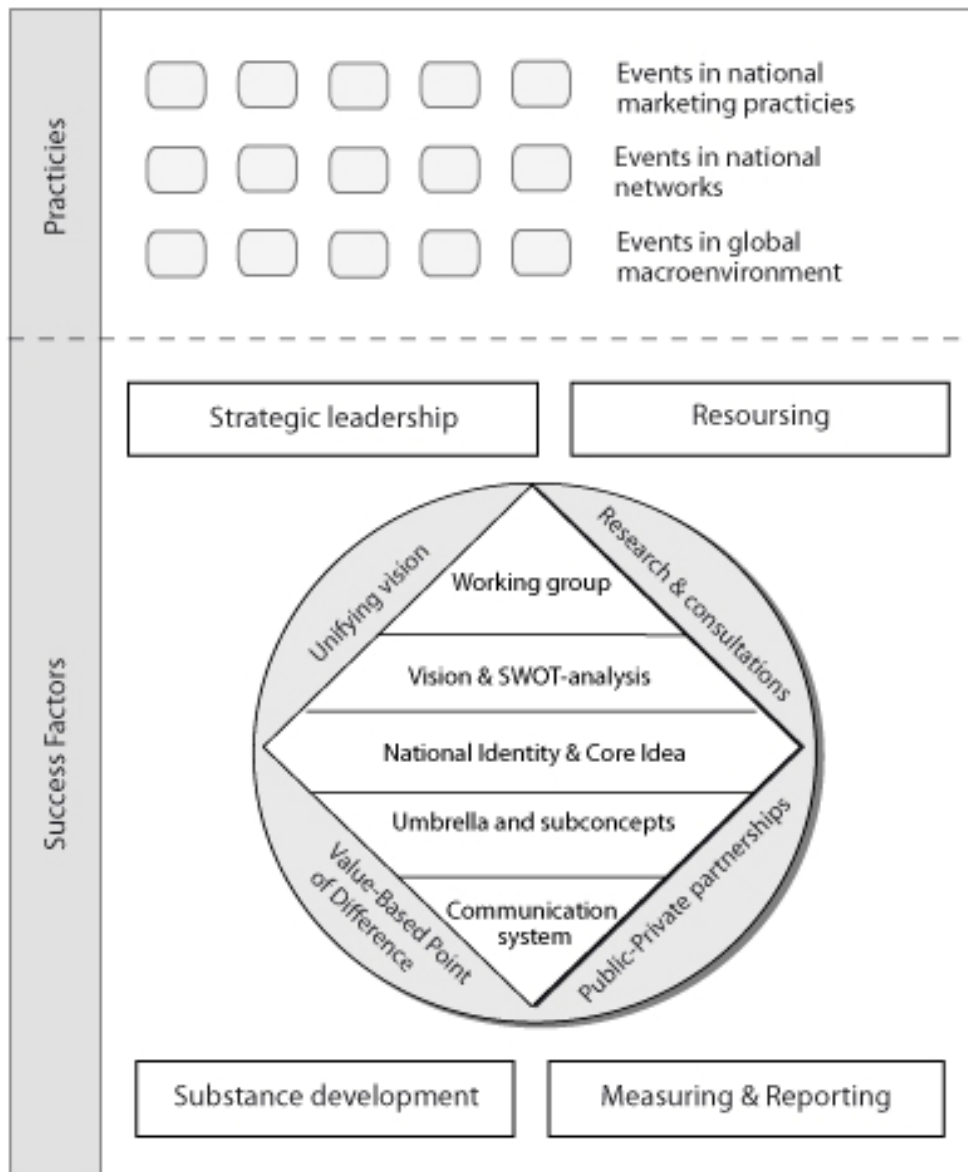 Practicies
Events in national
marketing practicies
Events in national
networks
Events in global
macroenvironment
Success Factors
Strategic leadership
Resoursing
Unifying vision
Research & consultations
Working group
Vision & SWOT-analysis
National Identity & Core Idea
Umbrella and subconcepts
Communication
system
Value-Based Point
of Difference
Public-Private partnerships
Substance development
Measuring & Reporting